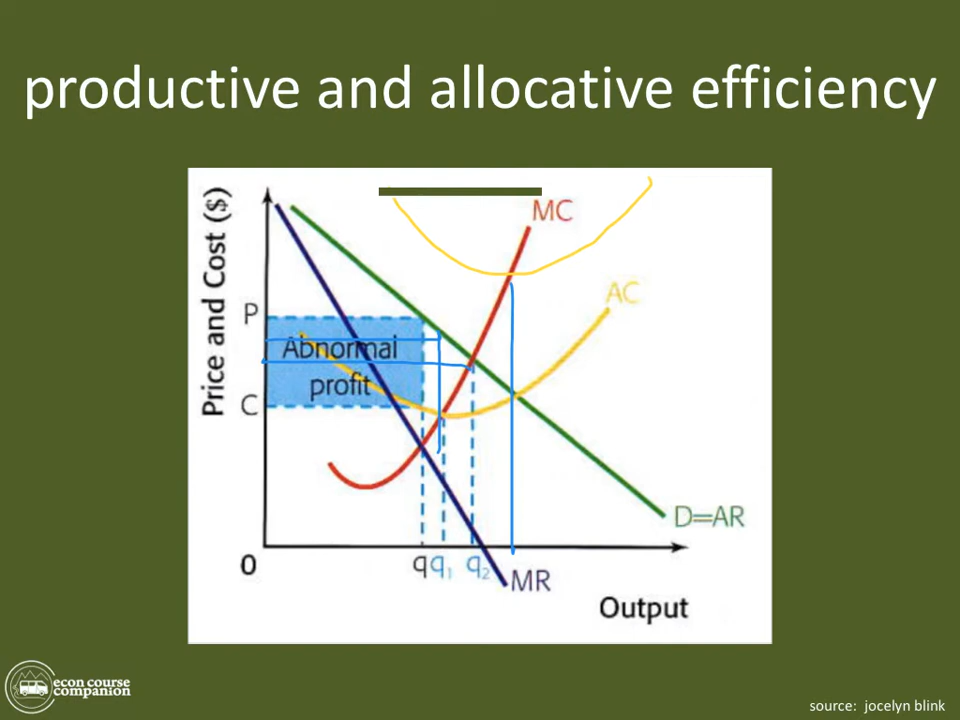 productive and allocative efficiency
Price and Cost ($)
MC
AC
P
Abnormal
profit
C
D=AR
0
q q₁ q₂
MR
Output
econ course
companion
source: jocelyn blink